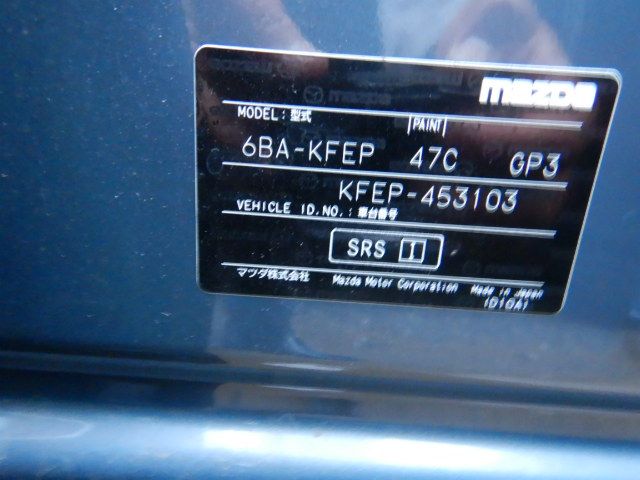 mazda
MODEL: 型式 PAINT
6BA-KFEP 47C GP3
KFEP-453103
VEHICLE ID.NO.: 車台番号
SRS I
マツダ株式会社 Mazda Motor Corporation Made in Japan
(D10A)